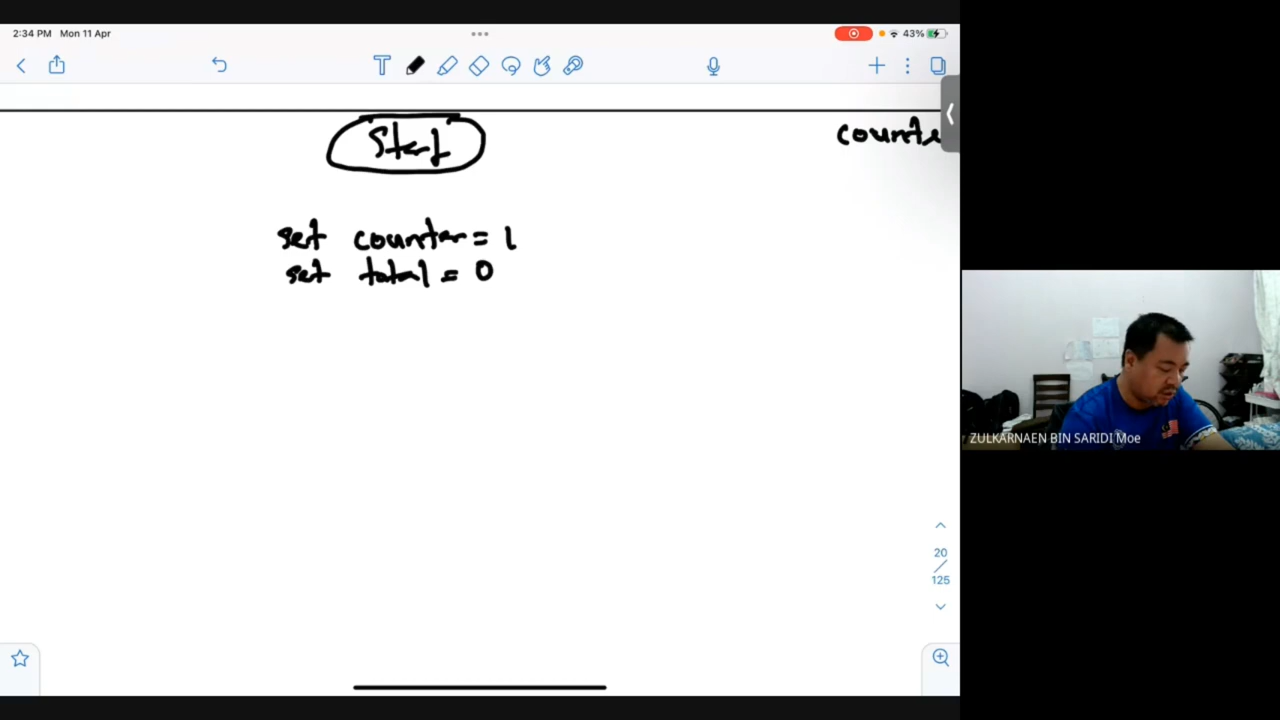 2:34 PM Mon 11 Apr
43%
Start
counte
set counter = 1
set total = 0
ZULKARNAEN BIN SARIDI Moe
20
125